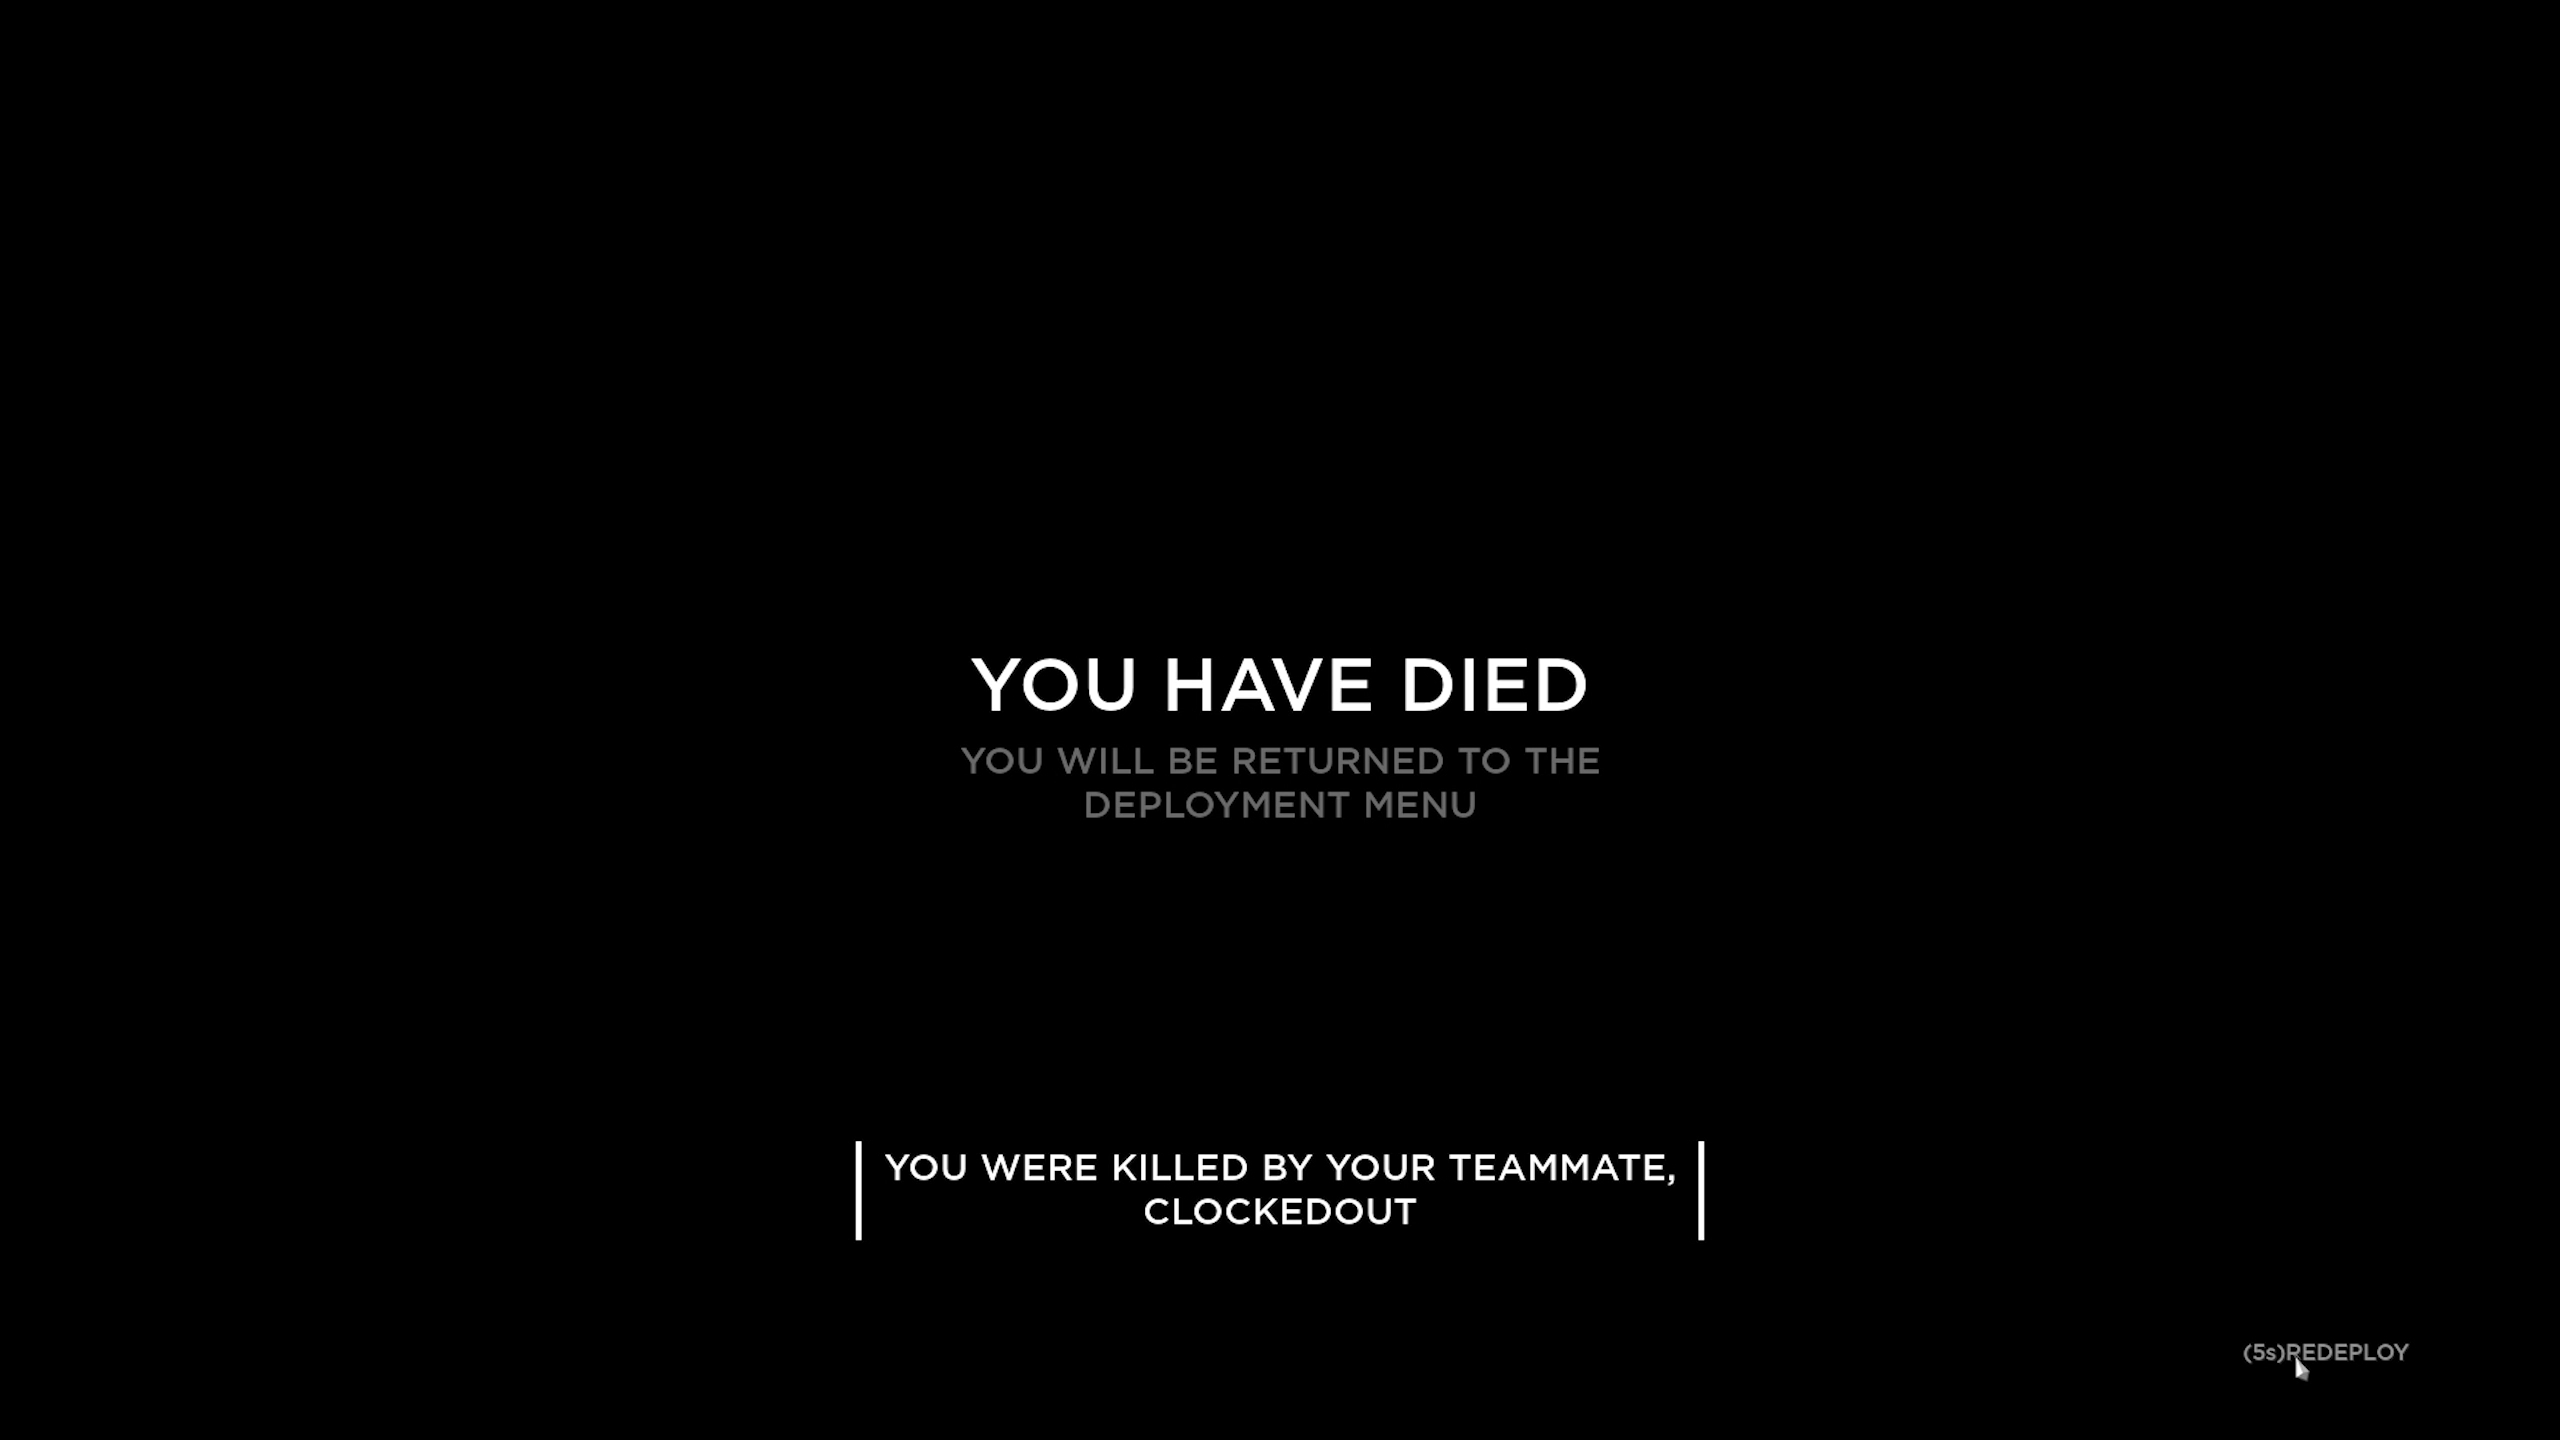 YOU HAVE DIED
YOU WILL BE RETURNED TO THE
DEPLOYMENT MENU
YOU WERE KILLED BY YOUR TEAMMATE,
CLOCKEDOUT
(5s)REDEPLOY